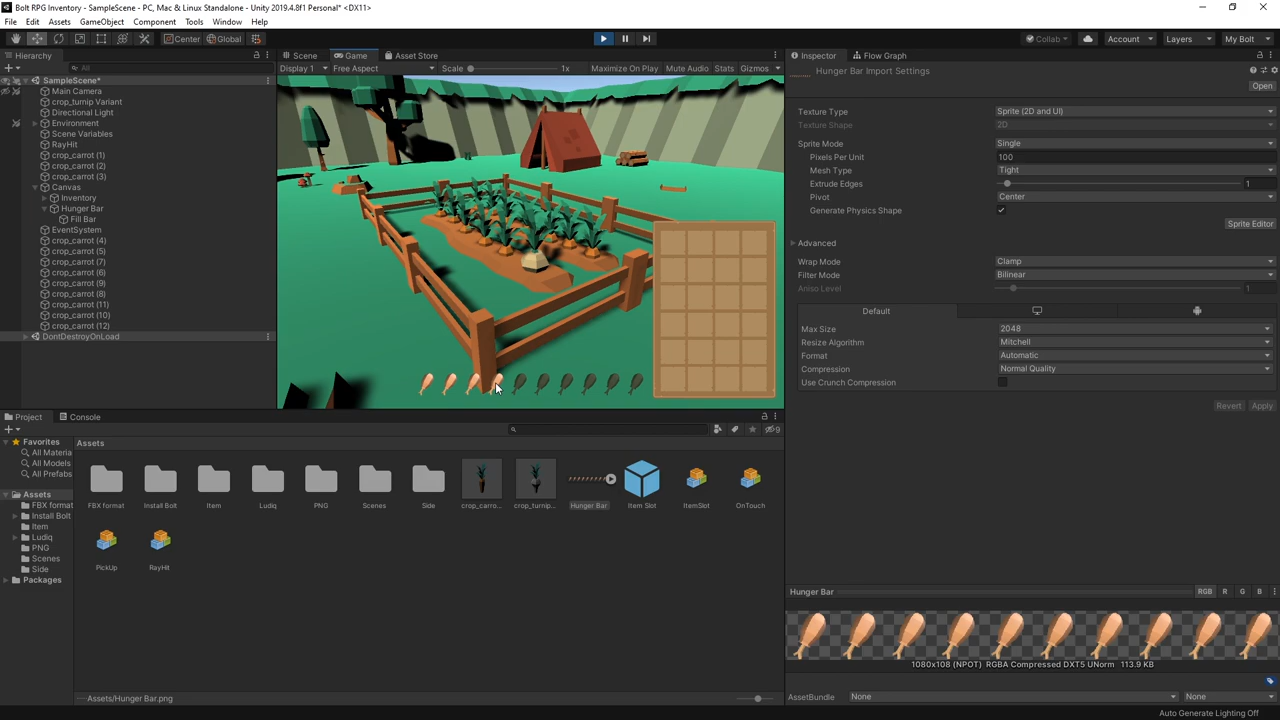 Bolt RPG Inventory - SampleScene - PC, Mac & Linux Standalone - Unity 2019.4.8f1 Personal* <DX11>
File Edit Assets GameObject Component Tools Window Help
Center Global Collab Account Layers My Bolt
Hierarchy
All
SampleScene*
Main Camera
crop_turnip Variant
Directional Light
Environment
Scene Variables
RayHit
crop_carrot (1)
crop_carrot (2)
crop_carrot (3)
Canvas
Inventory
Hunger Bar
Fill Bar
EventSystem
crop_carrot (4)
crop_carrot (5)
crop_carrot (7)
crop_carrot (6)
crop_carrot (9)
crop_carrot (8)
crop_carrot (11)
crop_carrot (10)
crop_carrot (12)
DontDestroyOnLoad
Scene Game Asset Store
Display 1 Free Aspect Scale 1x Maximize On Play Mute Audio Stats Gizmos
Inspector Flow Graph
Hunger Bar Import Settings
Open
Texture Type Sprite (2D and UI)
Texture Shape 2D
Sprite Mode Single
Pixels Per Unit 100
Mesh Type Tight
Extrude Edges 1
Pivot Center
Generate Physics Shape
Sprite Editor
Advanced
Wrap Mode Clamp
Filter Mode Bilinear
Aniso Level 1
Default
Max Size 2048
Resize Algorithm Mitchell
Format Automatic
Compression Normal Quality
Use Crunch Compression
Revert Apply
Project Console
9
Favorites
All Materia
All Models
All Prefabs
Assets
FBX format
Install Bolt
Item
Ludiq
PNG
Scenes
Side
Packages
Assets
FBX format Install Bolt Item Ludiq PNG Scenes Side crop_carro... crop_turnip... Hunger Bar Item Slot ItemSlot OnTouch
PickUp RayHit
Assets/Hunger Bar.png
Hunger Bar RGB R G B
1080x108 (NPOT) RGBA Compressed DXT5 UNorm 113.9 KB
AssetBundle None None
Auto Generate Lighting Off